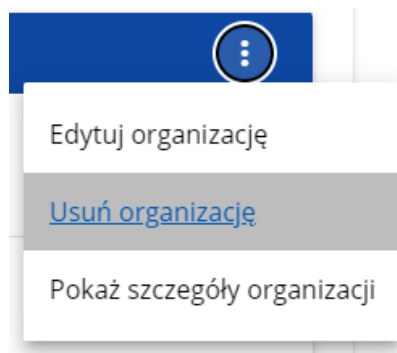 Edytuj organizację
Usuń organizację
Pokaż szczegóły organizacji